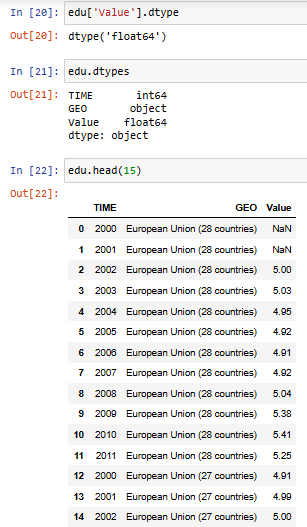 In [20]: edu['Value'].dtype
Out[20]: dtype('float64')
In [21]: edu.dtypes
Out[21]: TIME int64
GEO object
Value float64
dtype: object
In [22]: edu.head(15)
Out[22]:
TIME GEO Value
0 2000 European Union (28 countries) NaN
1 2001 European Union (28 countries) NaN
2 2002 European Union (28 countries) 5.00
3 2003 European Union (28 countries) 5.03
4 2004 European Union (28 countries) 4.95
5 2005 European Union (28 countries) 4.92
6 2006 European Union (28 countries) 4.91
7 2007 European Union (28 countries) 4.92
8 2008 European Union (28 countries) 5.04
9 2009 European Union (28 countries) 5.38
10 2010 European Union (28 countries) 5.41
11 2011 European Union (28 countries) 5.25
12 2000 European Union (27 countries) 4.91
13 2001 European Union (27 countries) 4.99
14 2002 European Union (27 countries) 5.00